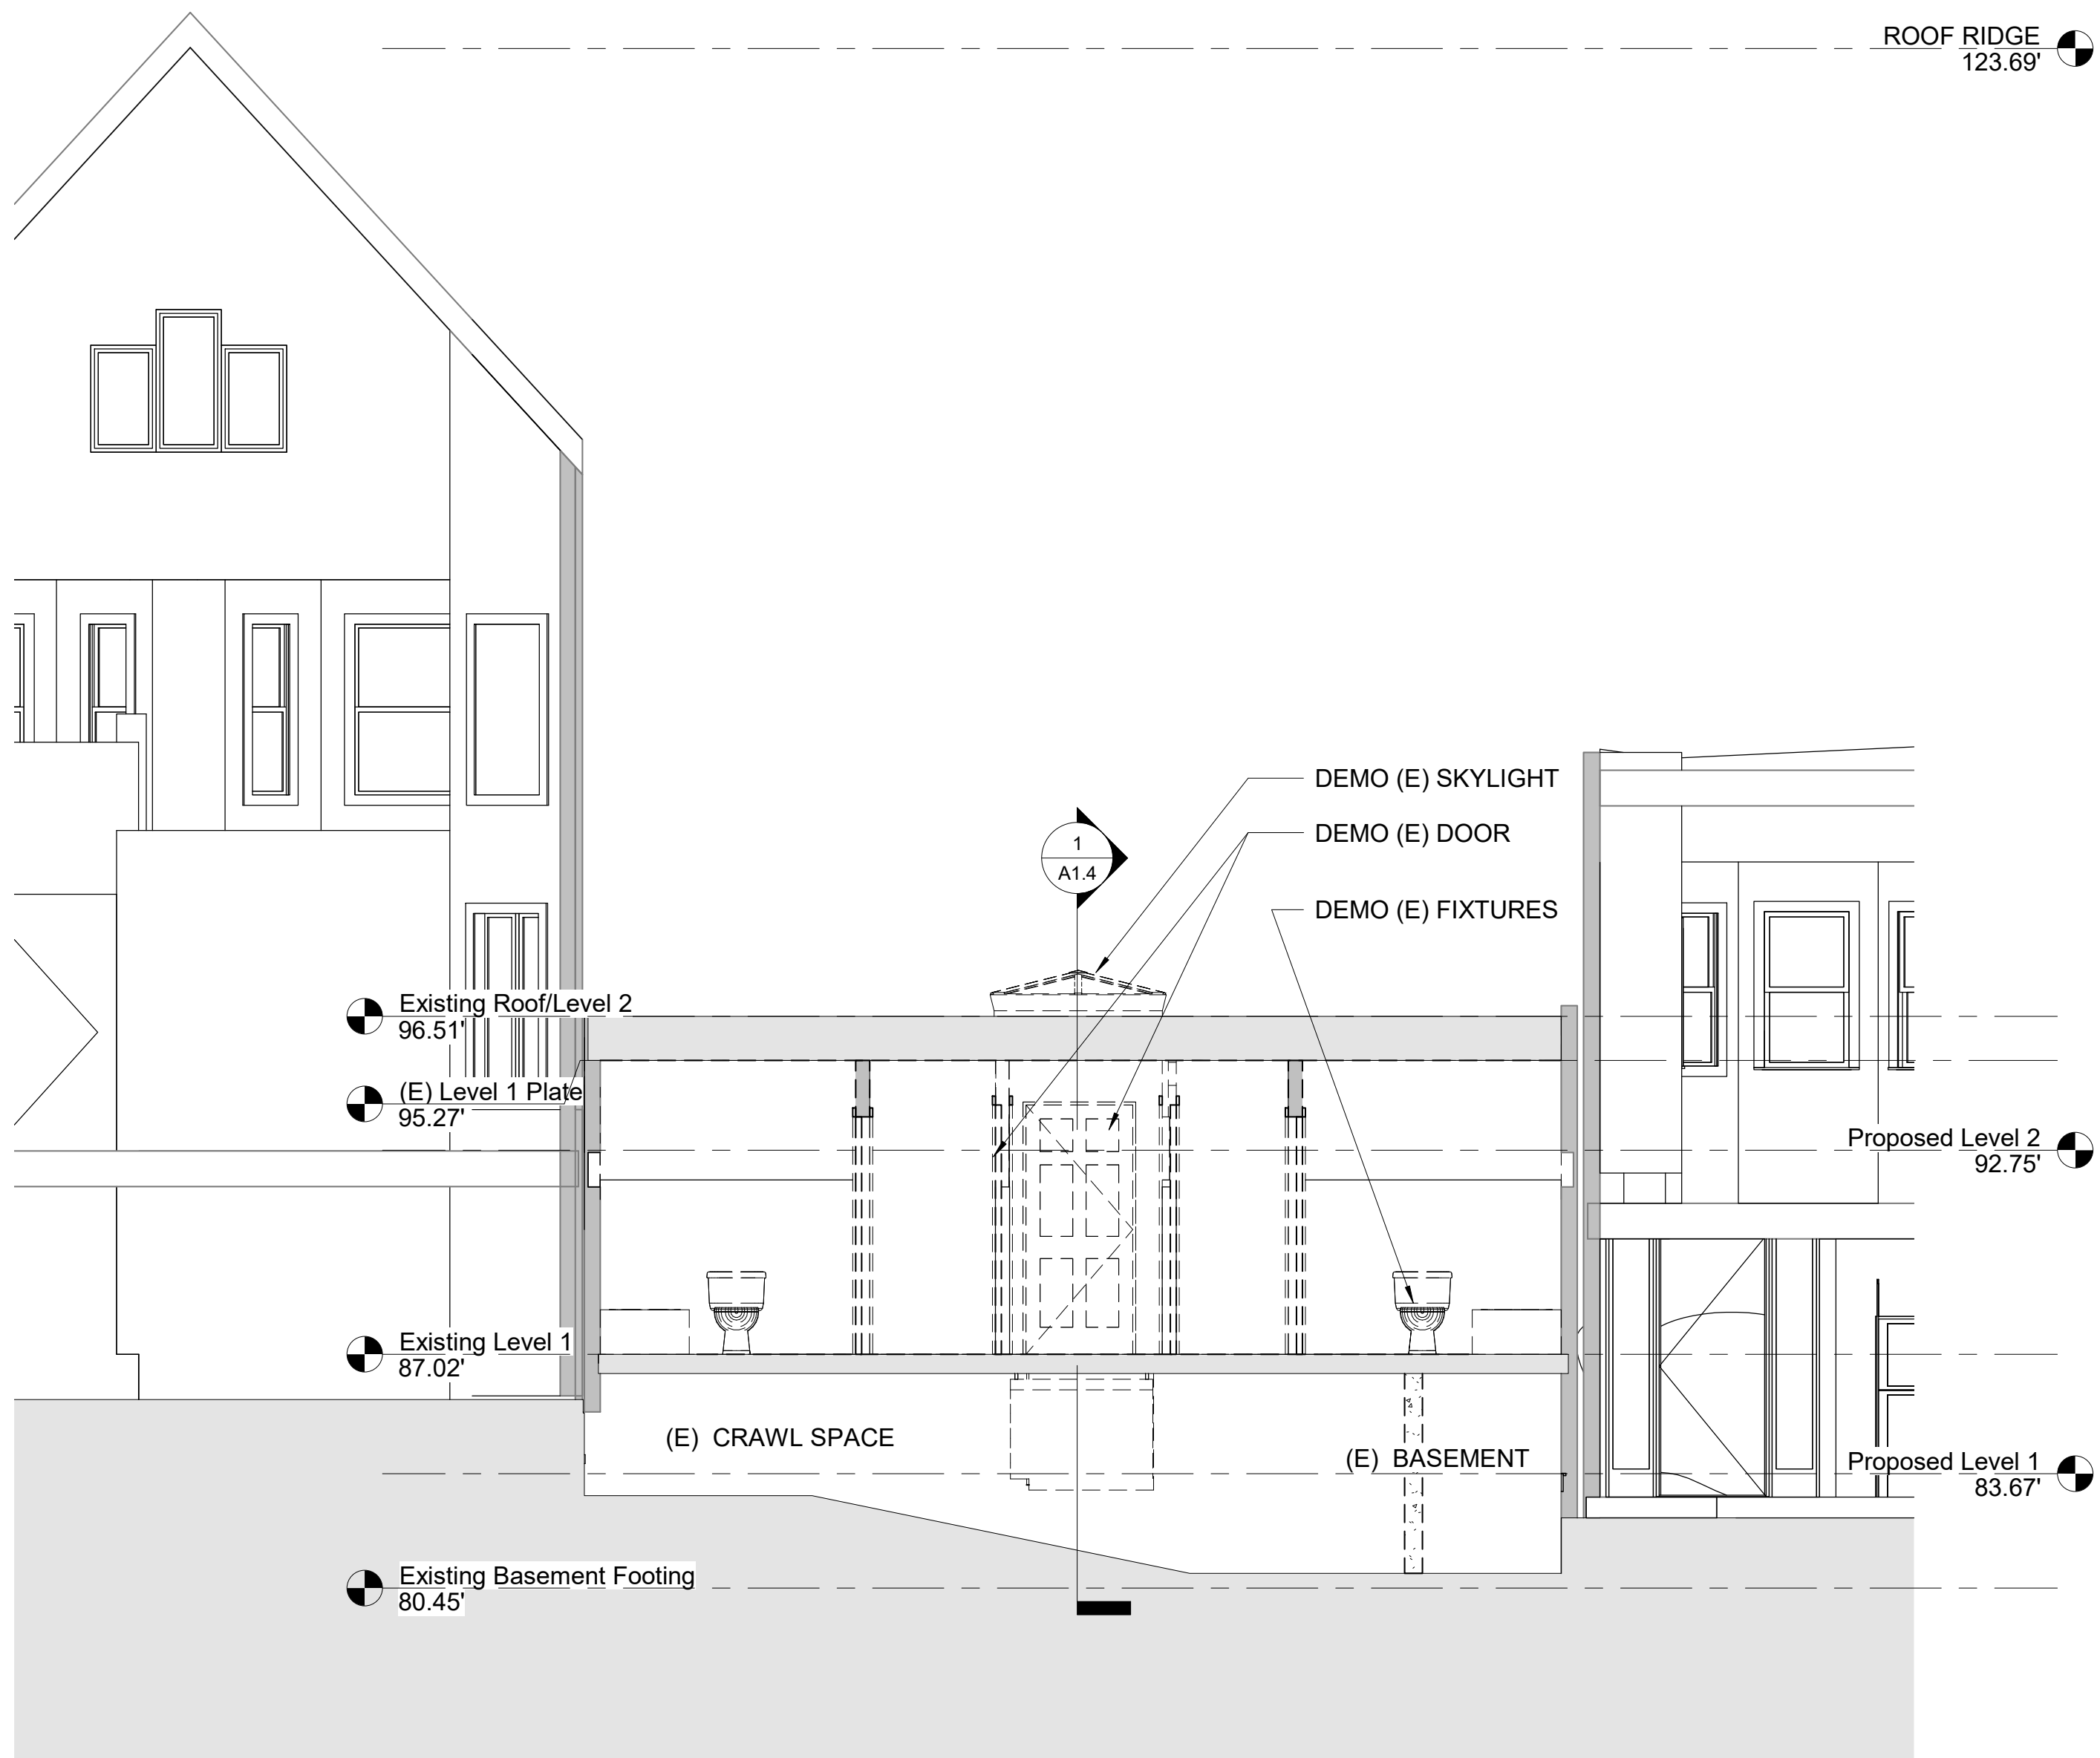 ROOF RIDGE
123.69'
DEMO (E) SKYLIGHT
DEMO (E) DOOR
1
A1.4
DEMO (E) FIXTURES
Existing Roof/Level 2
96.51'
(E) Level 1 Plate
95.27'
Proposed Level 2
92.75'
Existing Level 1
87.02'
(E) CRAWL SPACE
(E) BASEMENT
Proposed Level 1
83.67'
Existing Basement Footing
80.45'